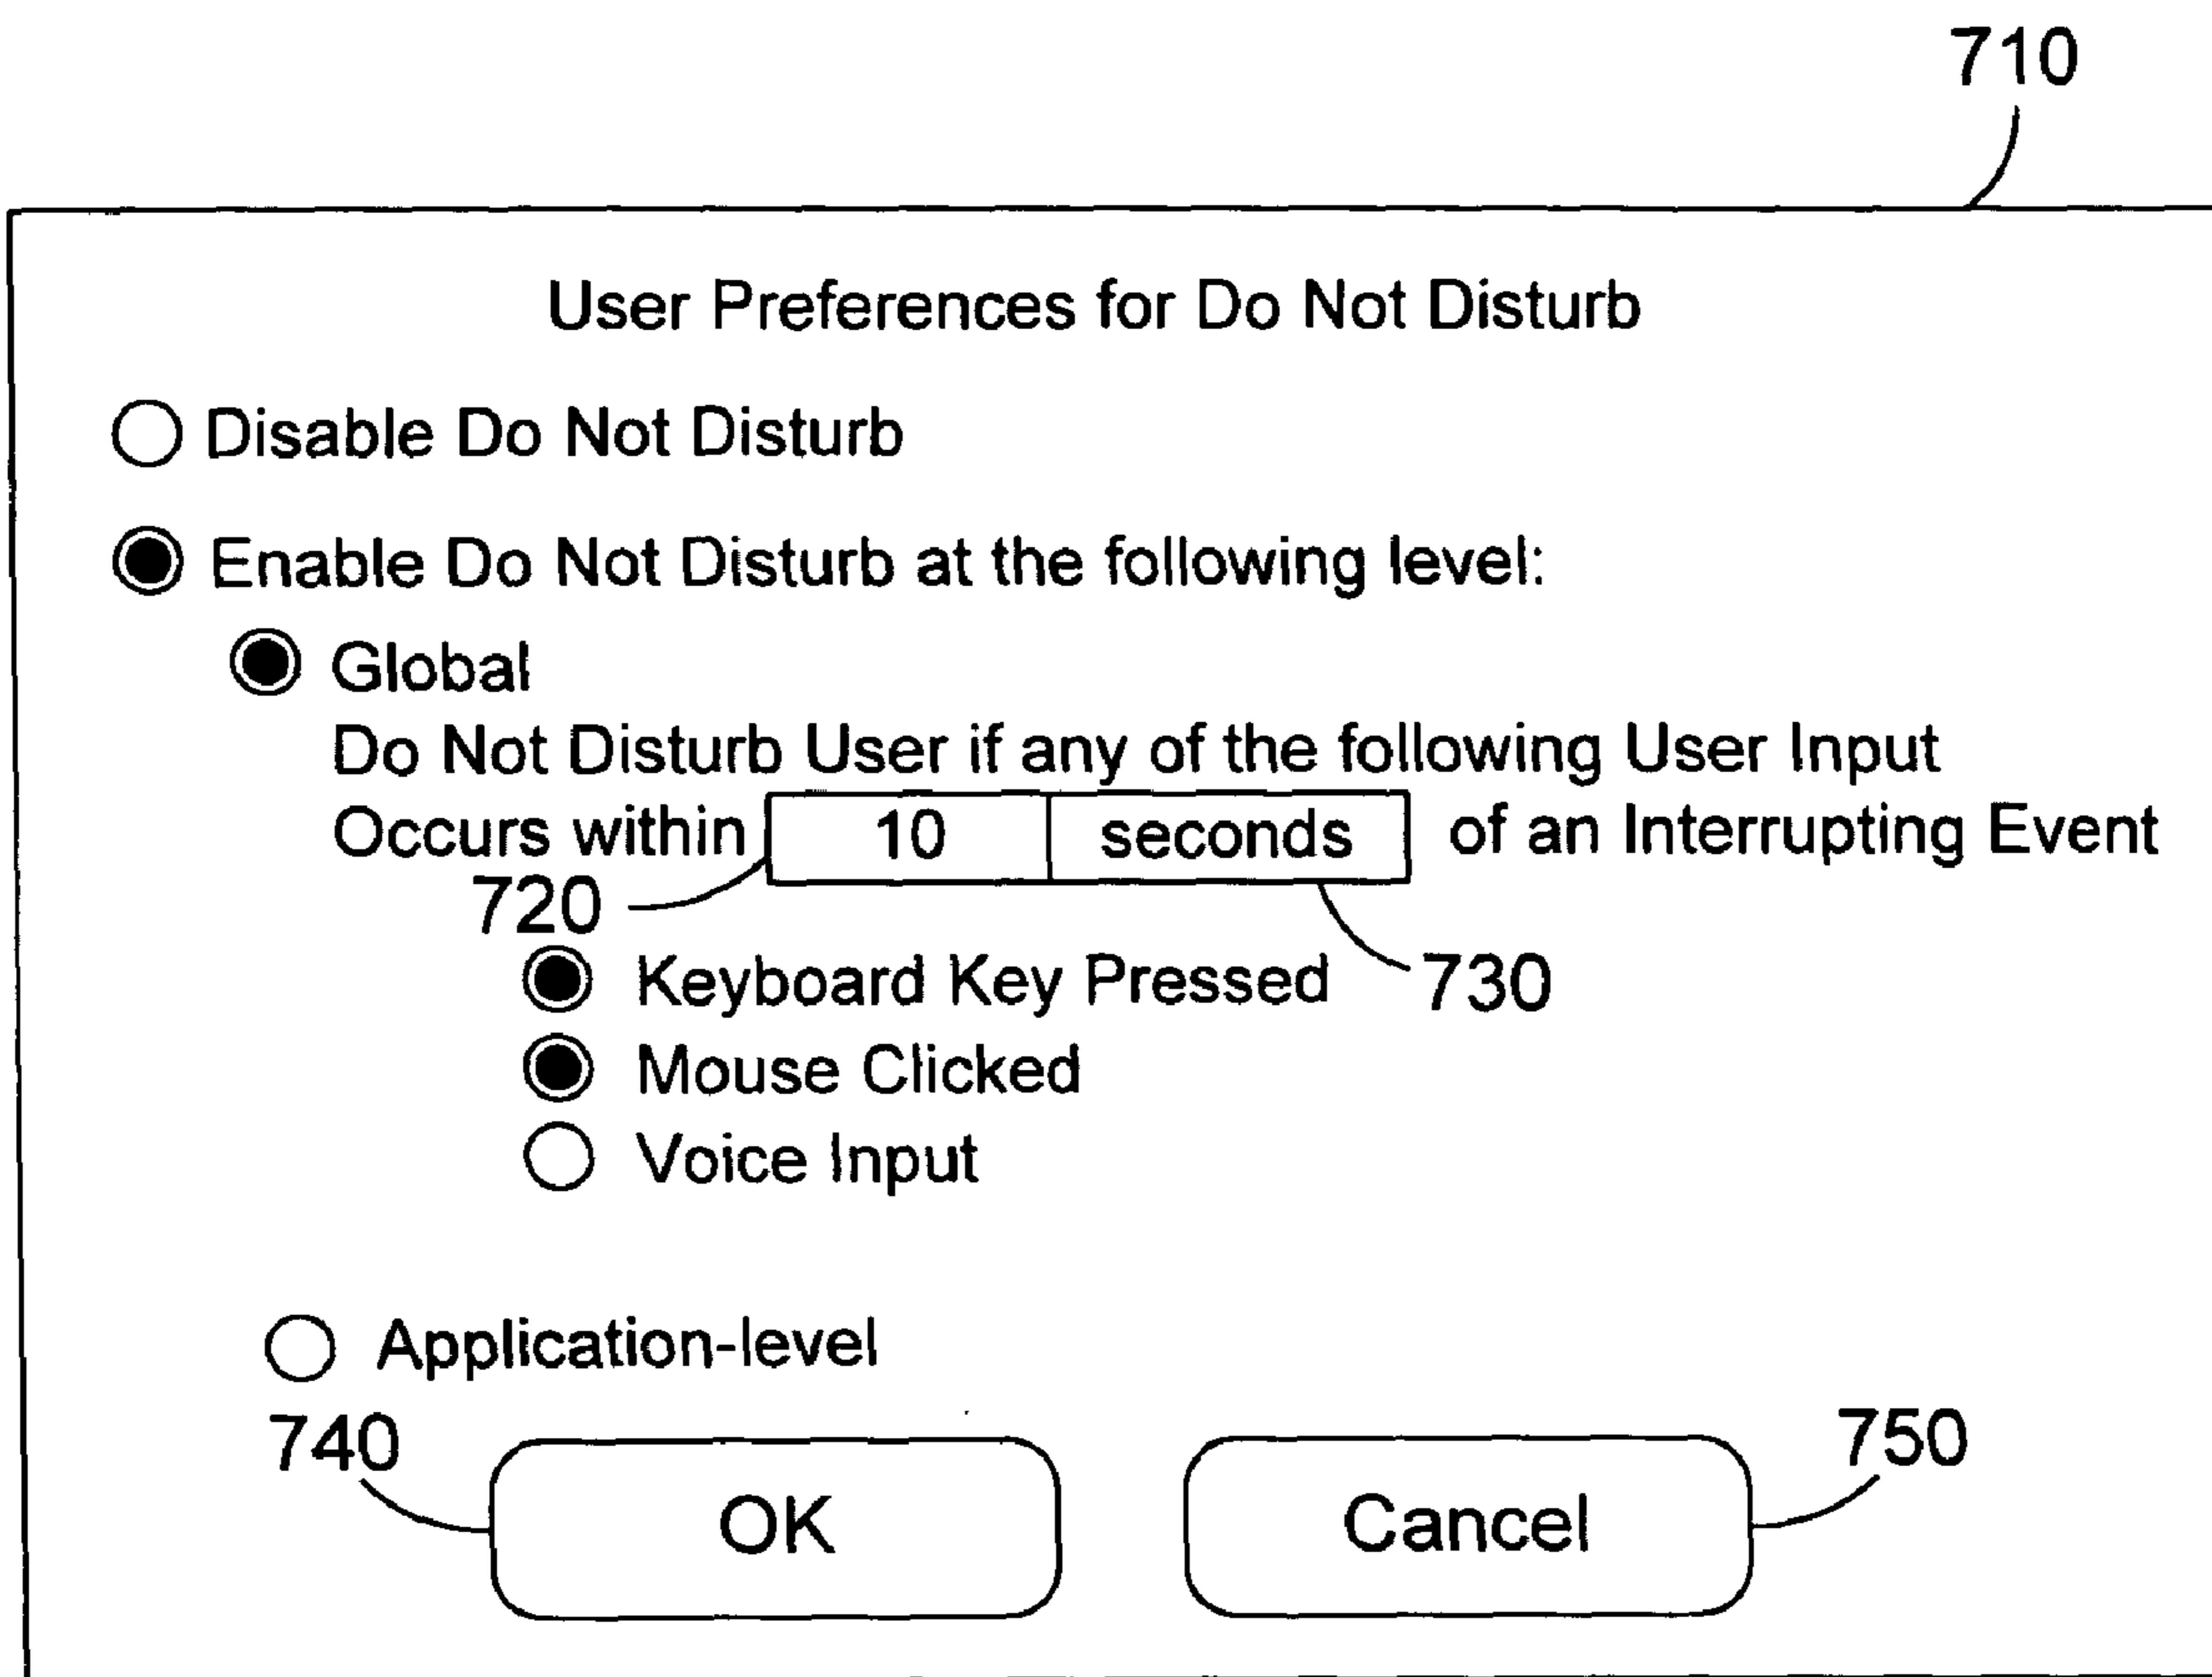 710
User Preferences for Do Not Disturb
Disable Do Not Disturb
Enable Do Not Disturb at the following level:
Global
Do Not Disturb User if any of the following User Input
Occurs within 10 seconds of an Interrupting Event
720
Keyboard Key Pressed 730
Mouse Clicked
Voice Input
Application-level
740 750
OK Cancel